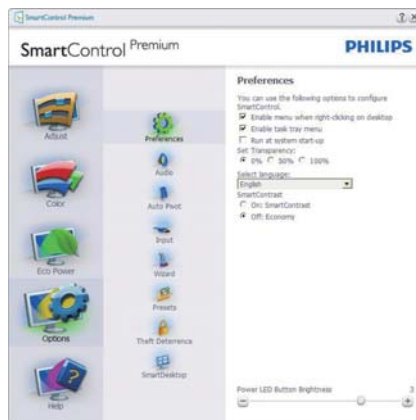 SmartControl Premium
SmartControl Premium
PHILIPS
Adjust
Color
Eco Power
Options
Help
Preferences
Audio
Auto Pivot
Input
Wizard
Presets
Theft Deterrence
SmartDesktop
Preferences
You can use the following options to configure
SmartControl.
Enable menu when right-clicking on desktop
Enable task tray menu
Run at system start-up
Set Transparency:
0% 50% 100%
Select language:
English
SmartContrast
On: SmartContrast
Off: Economy
Power LED Button Brightness 3